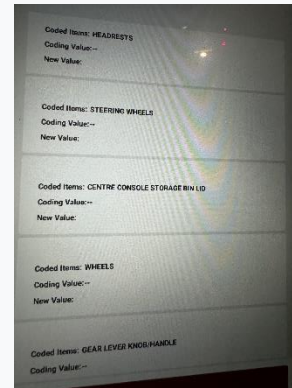 Coded Items: HEADRESTS
Coding Value:--
New Value:
Coded Items: STEERING WHEELS
Coding Value:--
New Value:
Coded Items: CENTRE CONSOLE STORAGE BIN LID
Coding Value:--
New Value:
Coded Items: WHEELS
Coding Value:--
New Value:
Coded Items: GEAR LEVER KNOB/HANDLE
Coding Value:--